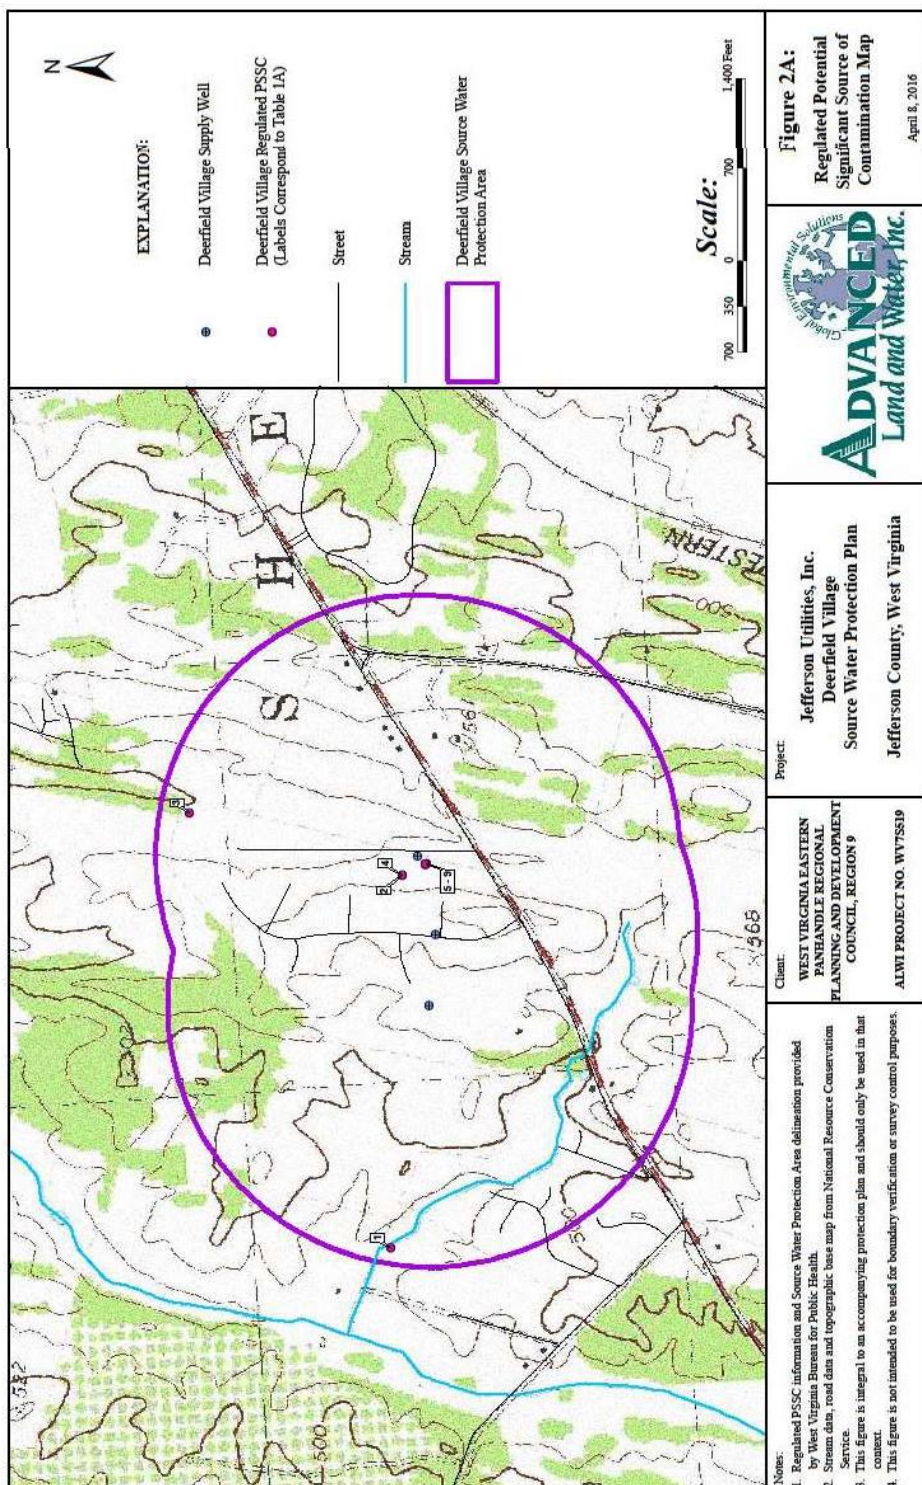 N
EXPLANATION:
Deerfield Village Supply Well
Deerfield Village Regulated PSSC
(Labels Correspond to Table 1A)
Street
Stream
Deerfield Village Source Water
Protection Area
Scale:
700 350 0 700 1,400 Feet
S H E
ESTERN
500
561
568
500
522
500
1
2 4
3
5-9
Notes:
1. Regulated PSSC information and Source Water Protection Area delineation provided
by West Virginia Bureau for Public Health.
2. Stream data, road data and topographic base map from National Resource Conservation
Service.
3. This figure is integral to an accompanying protection plan and should only be used in that
context.
4. This figure is not intended to be used for boundary verification or survey control purposes.
Client:
WEST VIRGINIA EASTERN
PANHANDLE REGIONAL
PLANNING AND DEVELOPMENT
COUNCIL, REGION 9
ALWI PROJECT NO. WV7S519
Project:
Jefferson Utilities, Inc.
Deerfield Village
Source Water Protection Plan
Jefferson County, West Virginia
Global Environmental Solutions
ADVANCED
Land and Water, Inc.
Figure 2A:
Regulated Potential
Significant Source of
Contamination Map
April 8, 2016